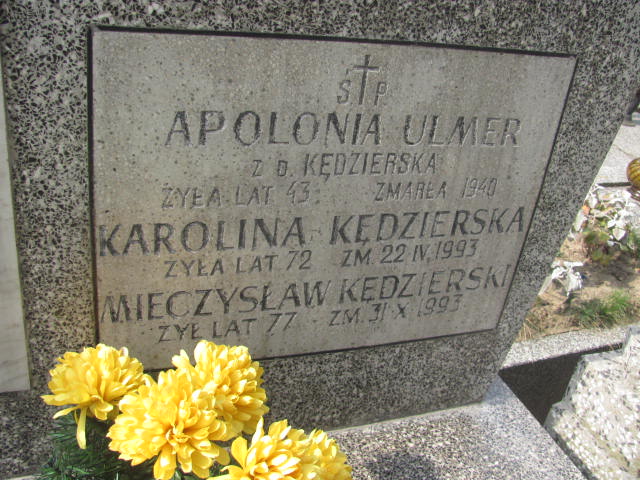 Ś P
APOLONIA ULMER
Z D. KĘDZIERSKA
ŻYŁA LAT 43 ZMARŁA 1940
KAROLINA KĘDZIERSKA
ŻYŁA LAT 72 ZM. 22 IV. 1993
MIECZYSŁAW KĘDZIERSKI
ŻYŁ LAT 77 - ZM. 31 X 1993